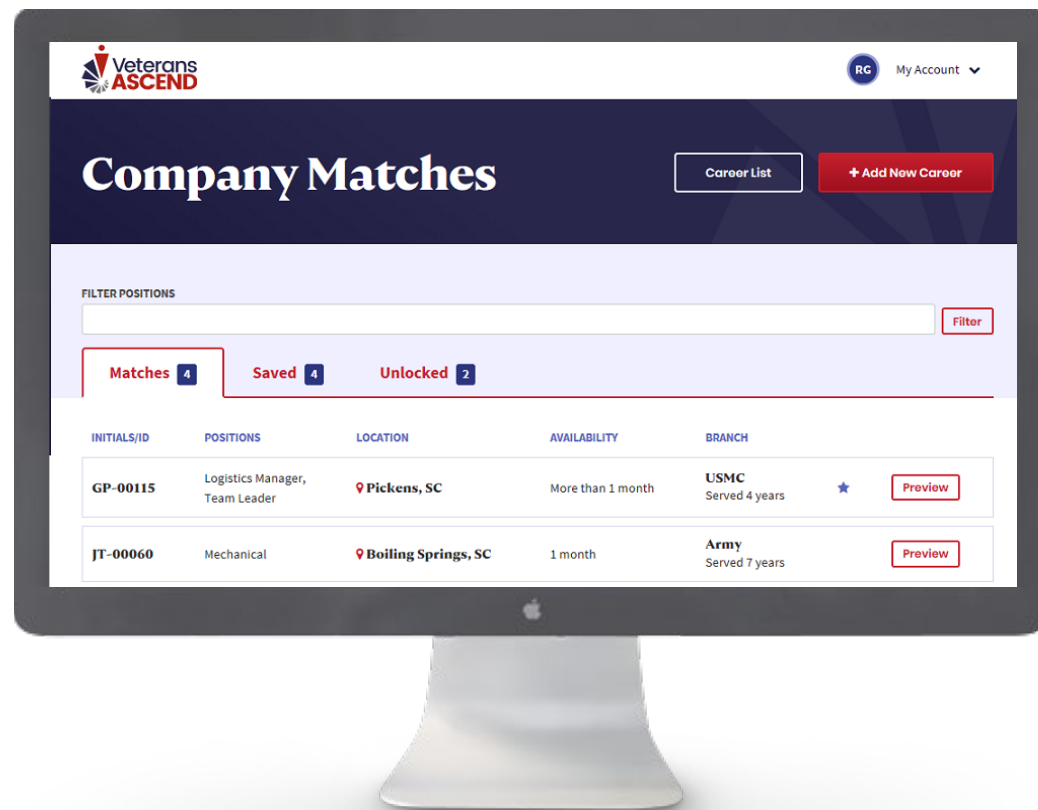 Veterans
ASCEND
RG My Account
Company Matches
Career List
+ Add New Career
FILTER POSITIONS
Filter
Matches 4
Saved 4
Unlocked 2
INITIALS/ID POSITIONS LOCATION AVAILABILITY BRANCH
GP-00115
Logistics Manager,
Team Leader
Pickens, SC
More than 1 month
USMC
Served 4 years
Preview
JT-00060
Mechanical
Boiling Springs, SC
1 month
Army
Served 7 years
Preview